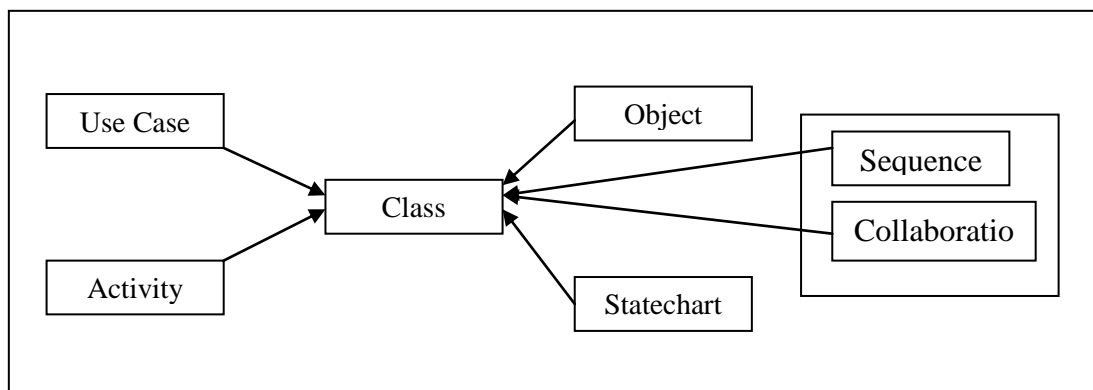 Use Case
Object
Sequence
Class
Collaboratio
Activity
Statechart